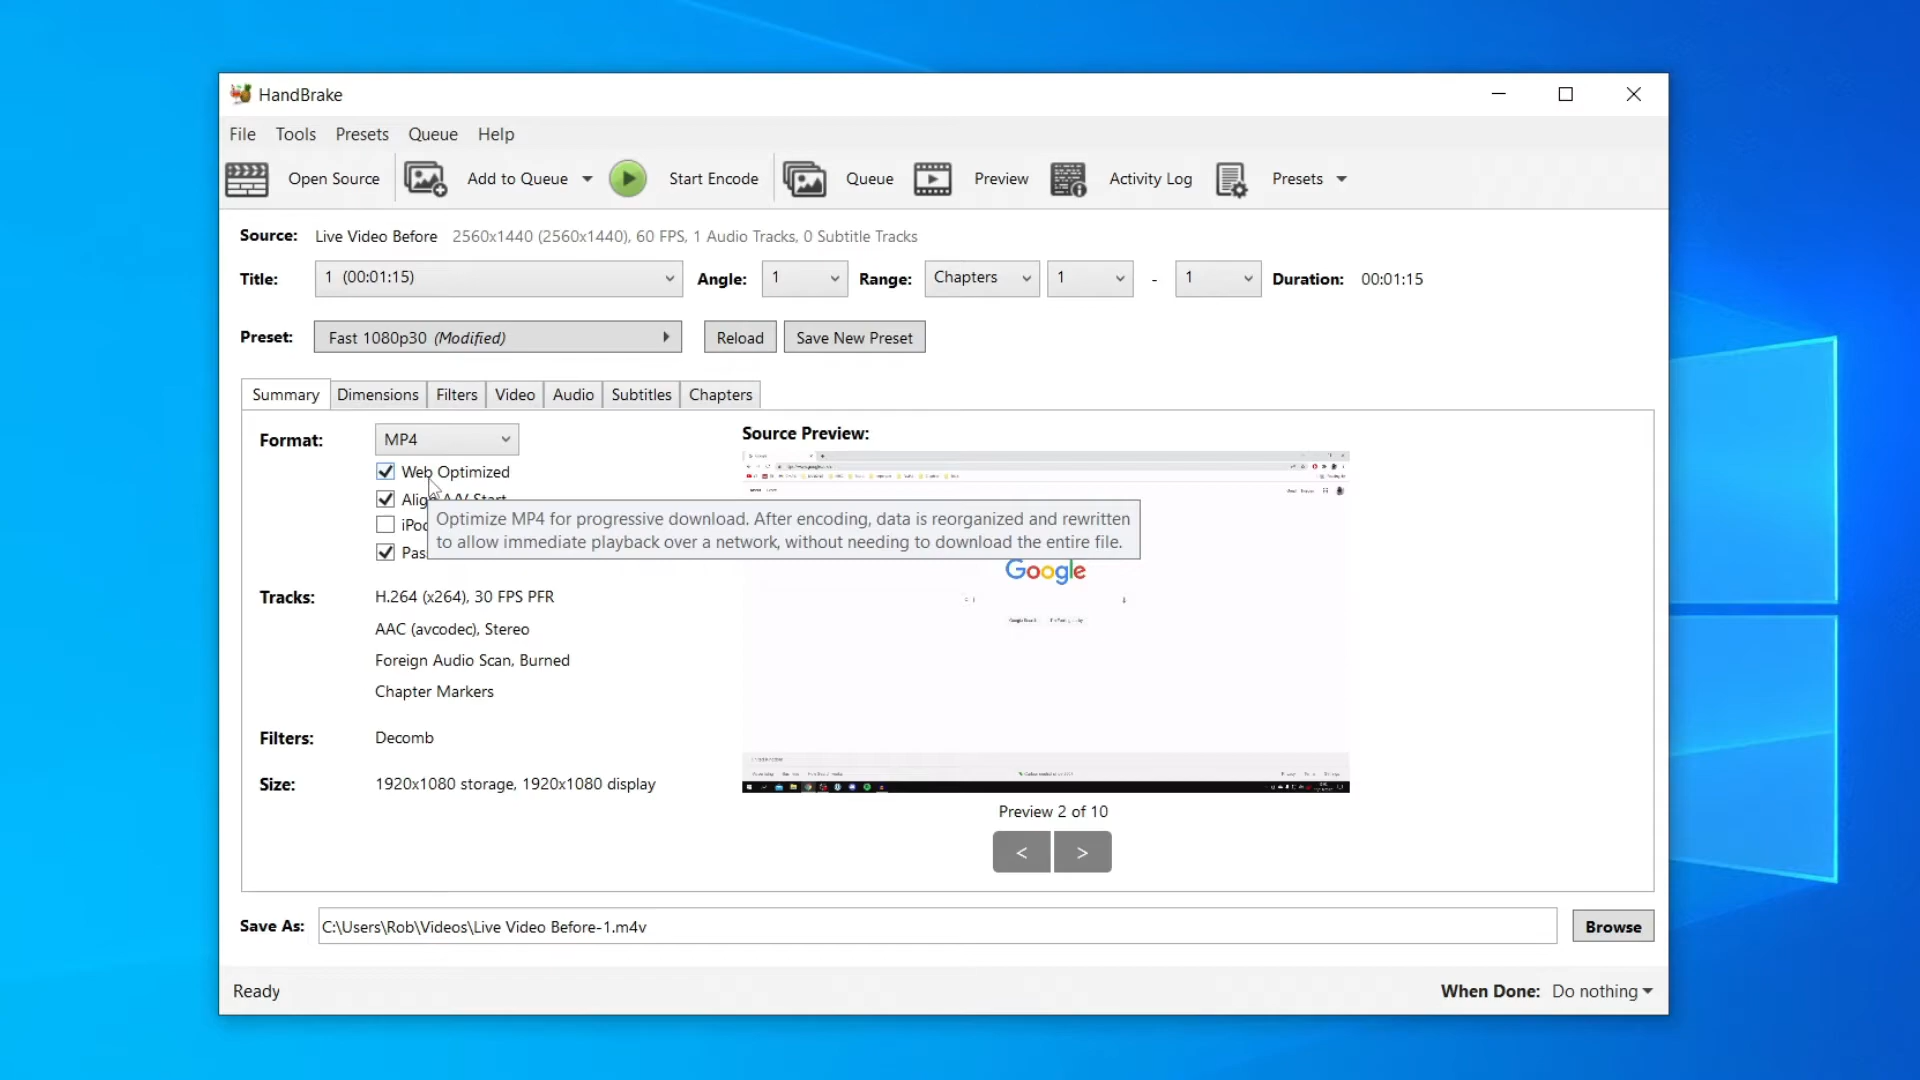 HandBrake
File Tools Presets Queue Help
Open Source Add to Queue Start Encode Queue Preview Activity Log Presets
Source: Live Video Before 2560x1440 (2560x1440), 60 FPS, 1 Audio Tracks, 0 Subtitle Tracks
Title: 1 (00:01:15) Angle: 1 Range: Chapters 1 - 1 Duration: 00:01:15
Preset: Fast 1080p30 (Modified) Reload Save New Preset
Summary Dimensions Filters Video Audio Subtitles Chapters
Format: MP4
Source Preview:
Web Optimized
Align A/V Start
Optimize MP4 for progressive download. After encoding, data is reorganized and rewritten
to allow immediate playback over a network, without needing to download the entire file.
Google
Tracks: H.264 (x264), 30 FPS PFR
AAC (avcodec), Stereo
Foreign Audio Scan, Burned
Chapter Markers
Filters: Decomb
Size: 1920x1080 storage, 1920x1080 display
Preview 2 of 10
< >
Save As: C:\Users\Rob\Videos\Live Video Before-1.m4v Browse
Ready When Done: Do nothing